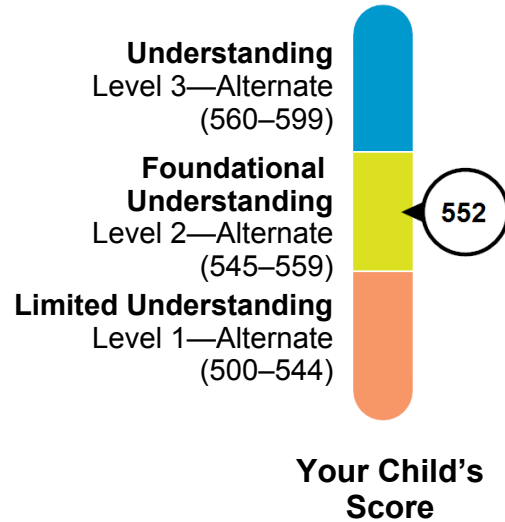 Understanding
Level 3—Alternate
(560–599)
Foundational
Understanding
Level 2—Alternate
(545–559)
552
Limited Understanding
Level 1—Alternate
(500–544)
Your Child's
Score